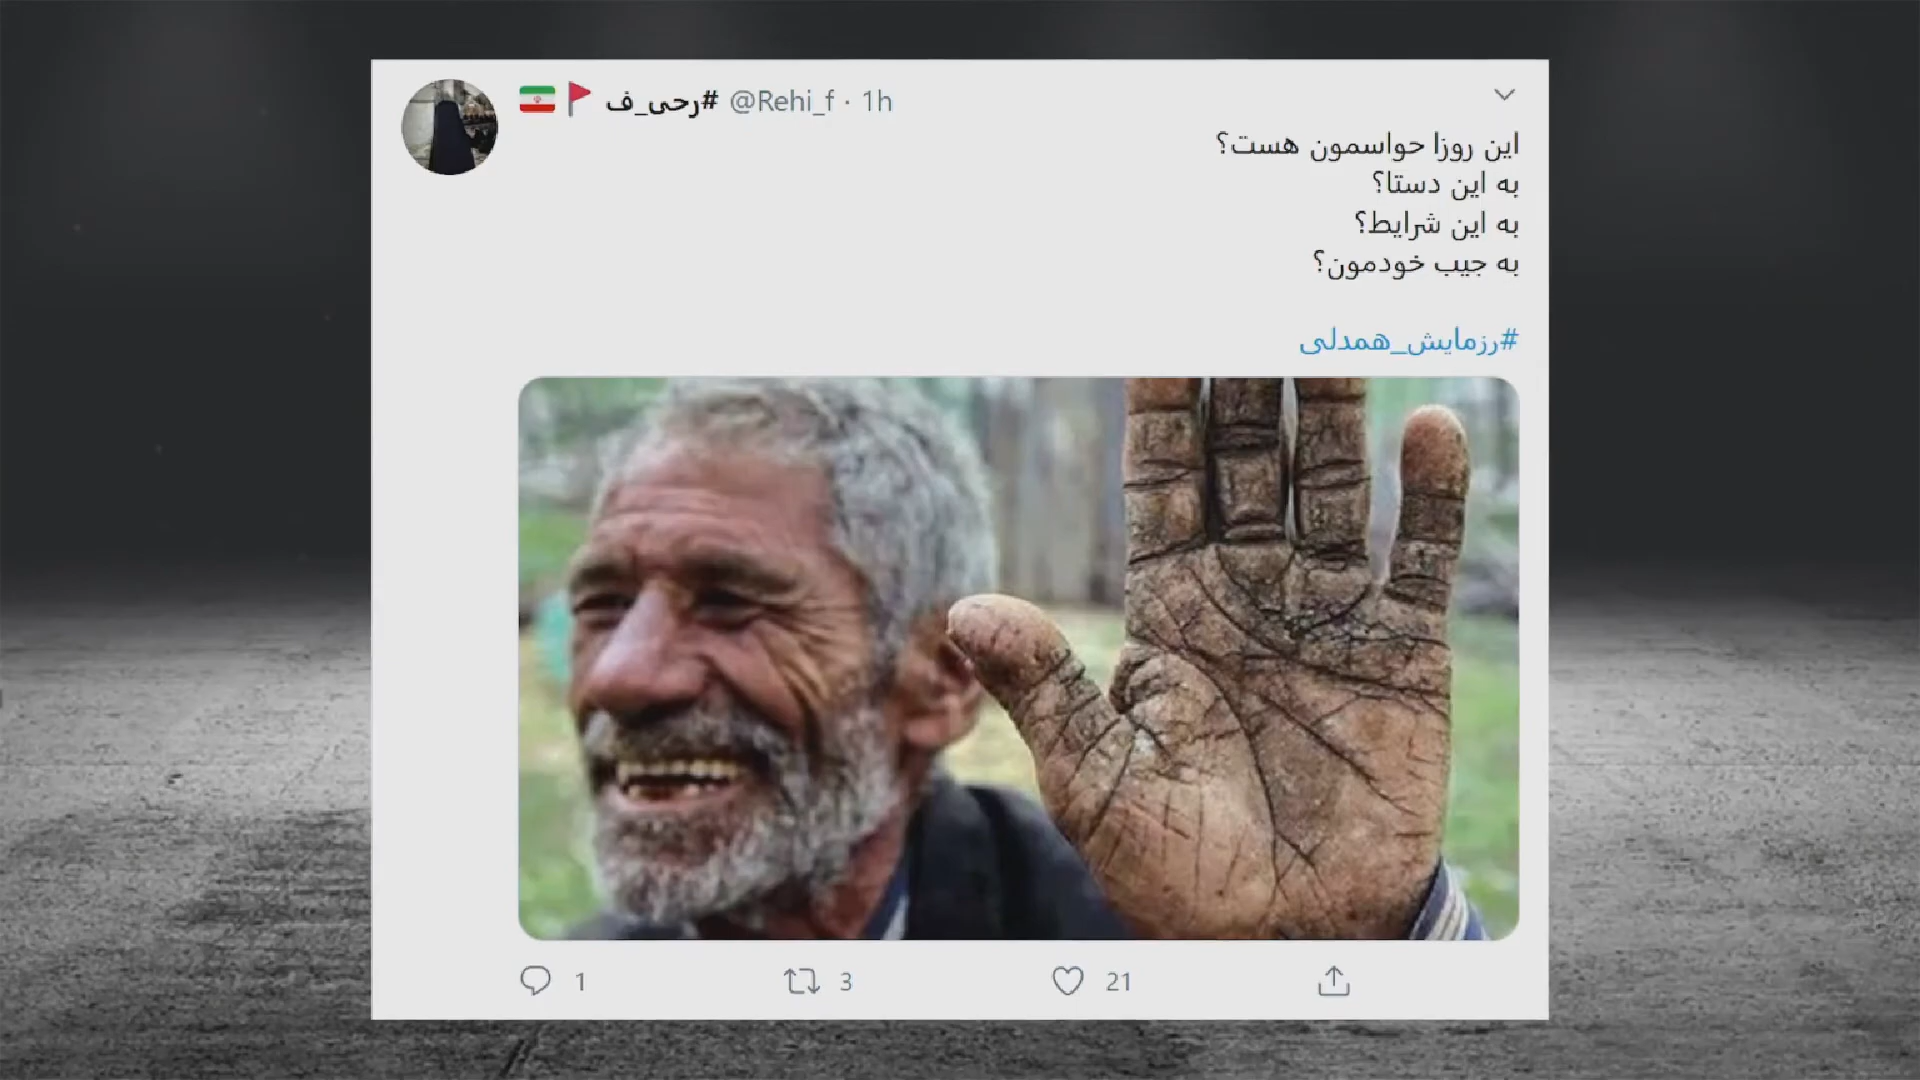 #رحی_ف @Rehi_f · 1h
این روزا حواسمون هست؟
به این دستا؟
به این شرایط؟
به جیب خودمون؟
#رزمایش_همدلی
1 3 21